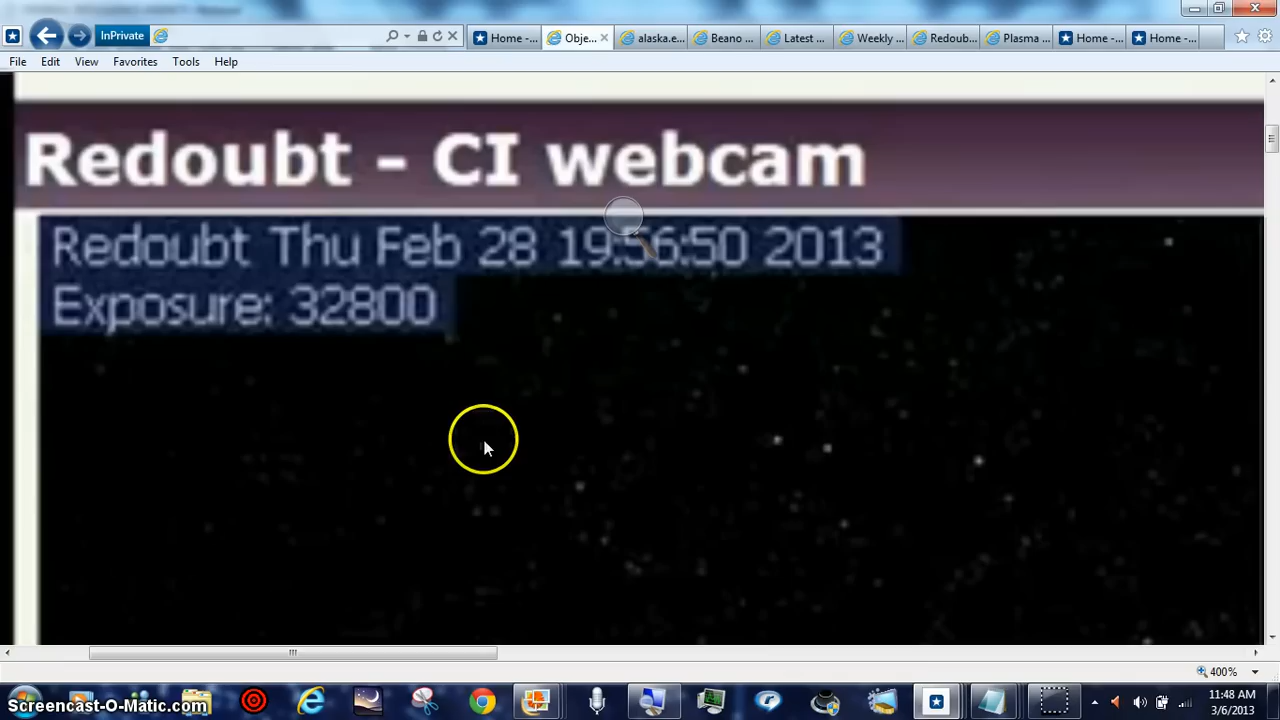 InPrivate
Home -...
Obje...
alaska.e...
Beano ...
Latest ...
Weekly ...
Redoub...
Plasma ...
Home -...
Home -...
File Edit View Favorites Tools Help
Redoubt - CI webcam
Redoubt Thu Feb 28 19:56:50 2013
Exposure: 32800
400%
Screencast-O-Matic.com
11:48 AM
3/6/2013